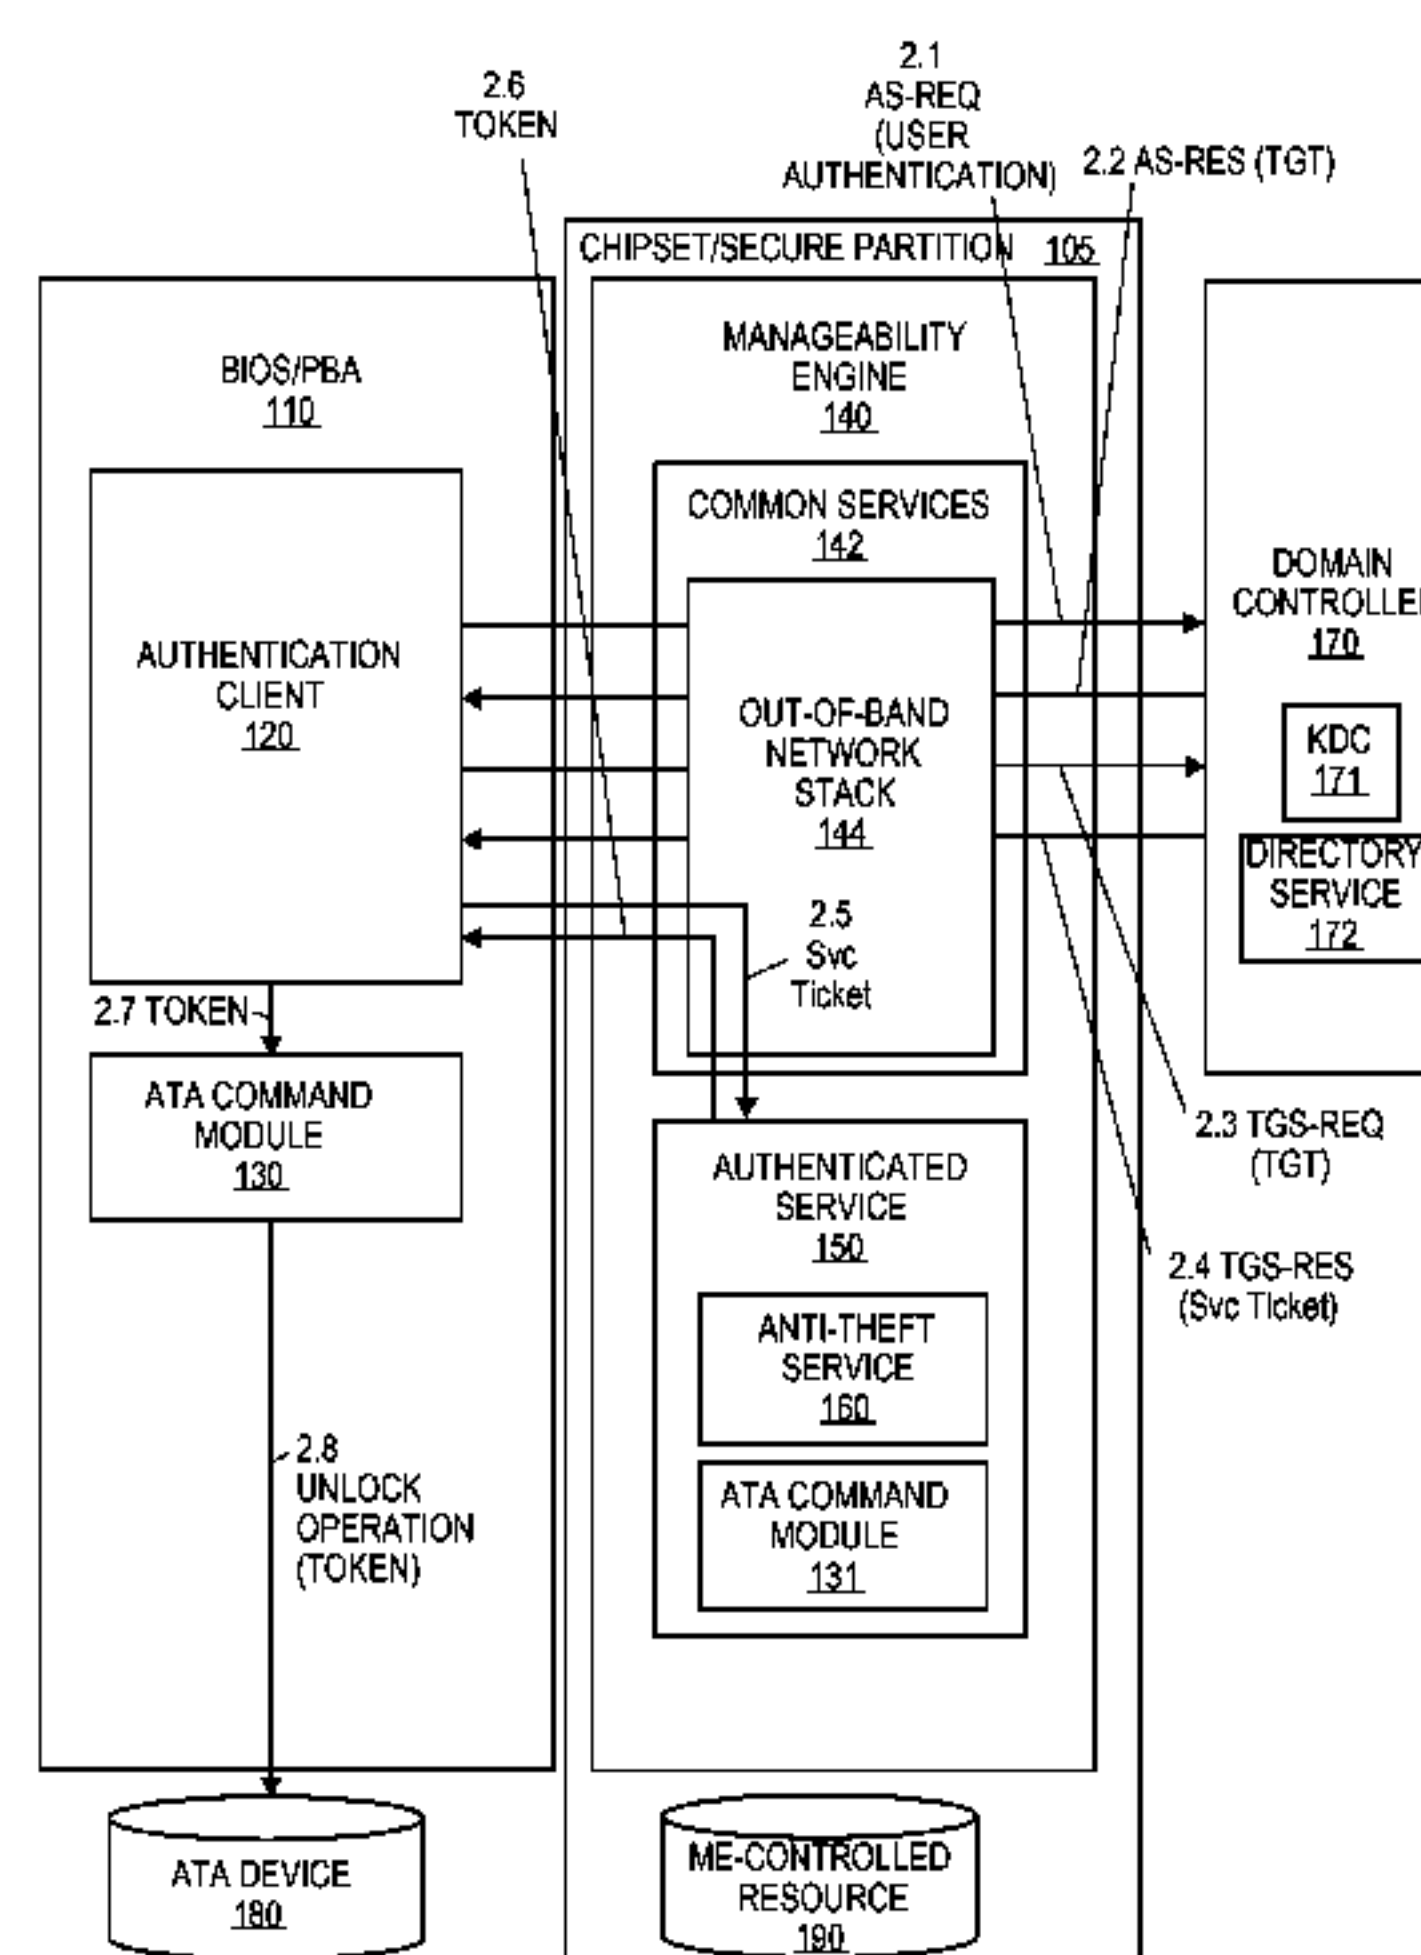 2.1
AS-REQ
(USER
AUTHENTICATION)
2.2 AS-RES (TGT)
2.6
TOKEN
CHIPSET/SECURE PARTITION 105
BIOS/PBA
110
MANAGEABILITY
ENGINE
140
COMMON SERVICES
142
AUTHENTICATION
CLIENT
120
OUT-OF-BAND
NETWORK
STACK
144
DOMAIN
CONTROLLE
170
KDC
171
DIRECTORY
SERVICE
172
2.5
Svc
Ticket
2.7 TOKEN
ATA COMMAND
MODULE
130
2.3 TGS-REQ
(TGT)
AUTHENTICATED
SERVICE
150
2.4 TGS-RES
(Svc Ticket)
ANTI-THEFT
SERVICE
160
2.8
UNLOCK
OPERATION
(TOKEN)
ATA COMMAND
MODULE
131
ATA DEVICE
180
ME-CONTROLLED
RESOURCE
190